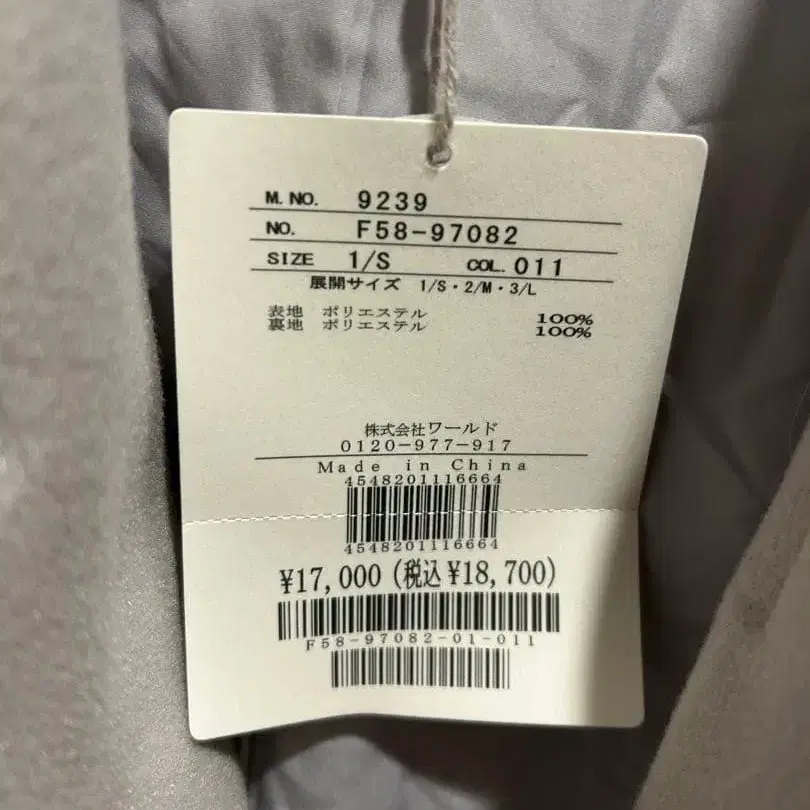 M. NO. 9239
NO. F58-97082
SIZE 1/S COL. 011
展開サイズ 1/S・2/M・3/L
表地 ポリエステル 100%
裏地 ポリエステル 100%
株式会社ワールド
0120-977-917
Made in China
4548201116664
4548201116664
¥17,000 (税込¥18,700)
F58-97082-01-011